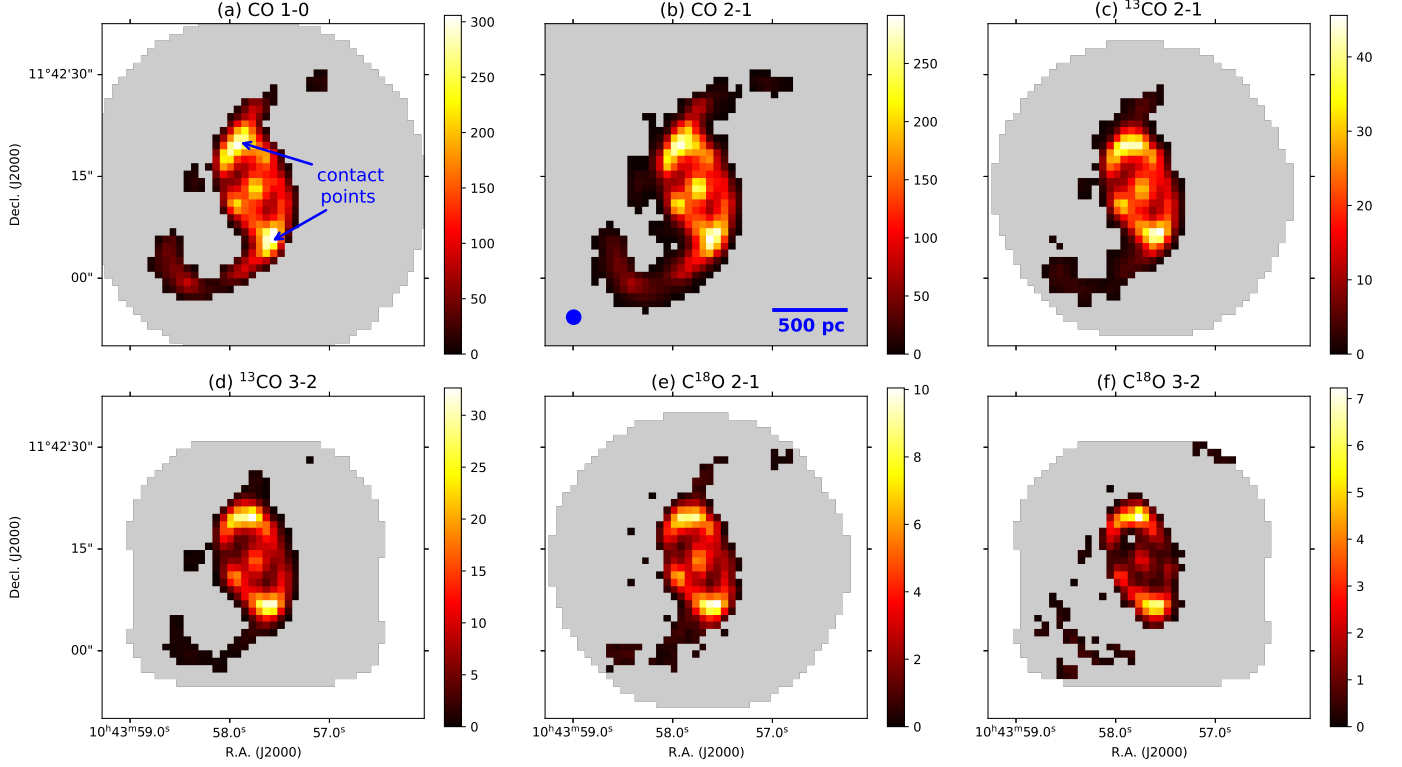 (a) CO 1-0
(b) CO 2-1
(c) ¹³CO 2-1
11°42'30"
15"
00"
Decl. (J2000)
contact
points
300
250
200
150
100
50
0
500 pc
250
200
150
100
50
0
40
30
20
10
0
(d) ¹³CO 3-2
(e) C¹⁸O 2-1
(f) C¹⁸O 3-2
11°42'30"
15"
00"
Decl. (J2000)
30
25
20
15
10
5
0
10
8
6
4
2
0
7
6
5
4
3
2
1
0
10ʰ43ᵐ59.0ˢ 58.0ˢ 57.0ˢ
R.A. (J2000)
10ʰ43ᵐ59.0ˢ 58.0ˢ 57.0ˢ
R.A. (J2000)
10ʰ43ᵐ59.0ˢ 58.0ˢ 57.0ˢ
R.A. (J2000)